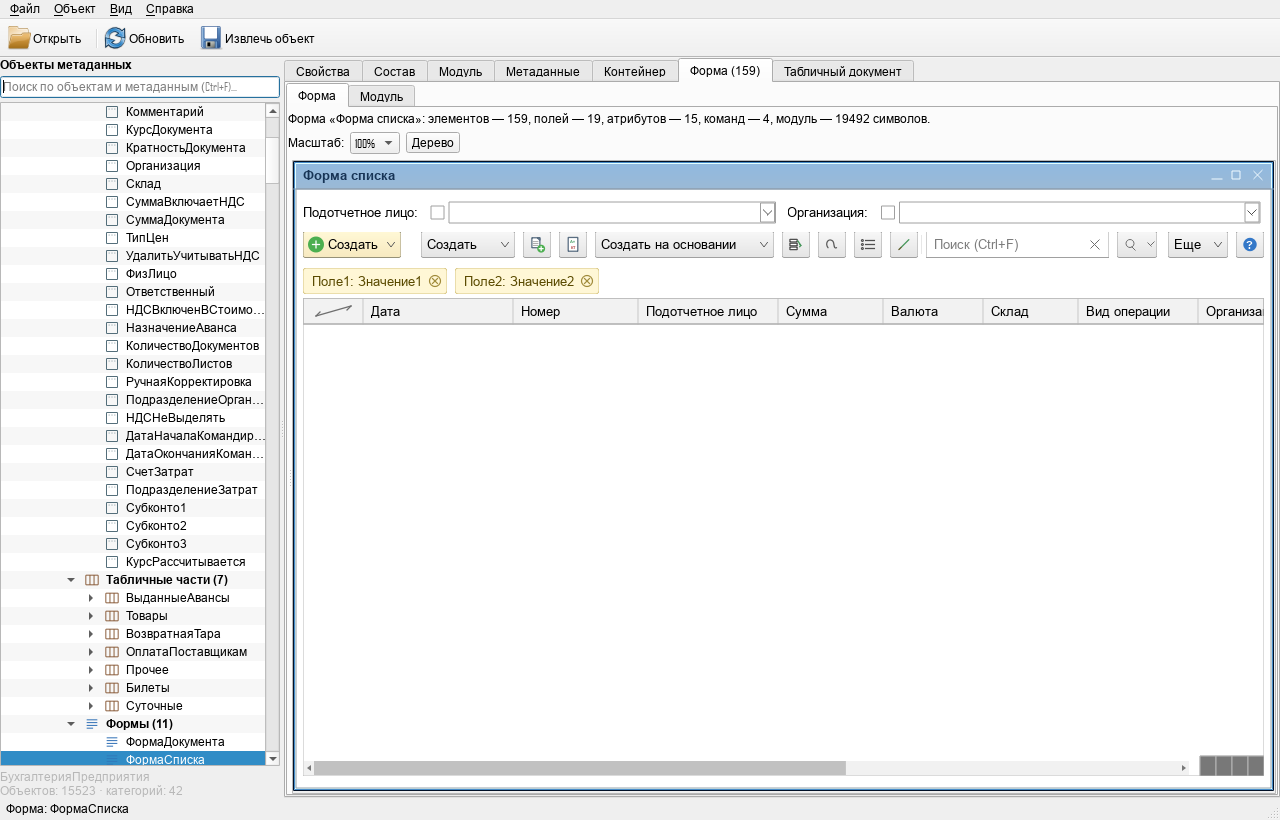 Файл Объект Вид Справка
Открыть Обновить Извлечь объект
Объекты метаданных
Поиск по объектам и метаданным (Ctrl+F)...
Комментарий
КурсДокумента
КратностьДокумента
Организация
Склад
СуммаВключаетНДС
СуммаДокумента
ТипЦен
УдалитьУчитыватьНДС
ФизЛицо
Ответственный
НДСВключенВСтоимо...
НазначениеАванса
КоличествоДокументов
КоличествоЛистов
РучнаяКорректировка
ПодразделениеОрган...
НДСНеВыделять
ДатаНачалаКомандир...
ДатаОкончанияКоман...
СчетЗатрат
ПодразделениеЗатрат
Субконто1
Субконто2
Субконто3
КурсРассчитывается
Табличные части (7)
ВыданныеАвансы
Товары
ВозвратнаяТара
ОплатаПоставщикам
Прочее
Билеты
Суточные
Формы (11)
ФормаДокумента
ФормаСписка
БухгалтерияПредприятия
Объектов: 15523 · категорий: 42
Свойства Состав Модуль Метаданные Контейнер Форма (159) Табличный документ
Форма Модуль
Форма «Форма списка»: элементов — 159, полей — 19, атрибутов — 15, команд — 4, модуль — 19492 символов.
Масштаб: 100% Дерево
Форма списка
Подотчетное лицо: Организация:
Создать Создать Создать на основании Поиск (Ctrl+F) Еще ?
Поле1: Значение1 Поле2: Значение2
Дата Номер Подотчетное лицо Сумма Валюта Склад Вид операции Организа
Форма: ФормаСписка